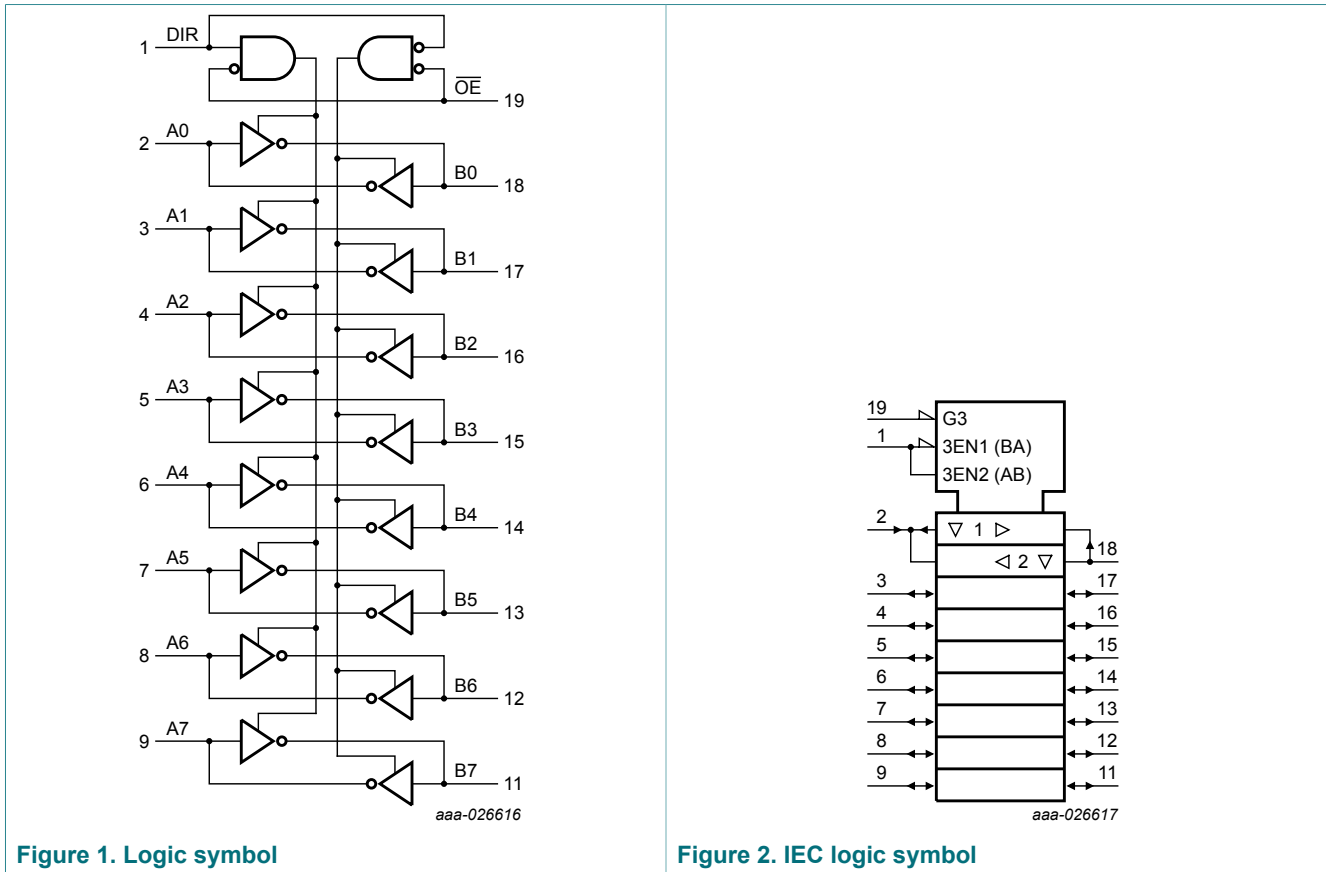 1 DIR
O̅E̅
19
2 A0
B0
18
3 A1
B1
17
4 A2
B2
16
5 A3
B3
15
6 A4
B4
14
7 A5
B5
13
8 A6
B6
12
9 A7
B7
11
aaa-026616
Figure 1. Logic symbol
19
G3
1
3EN1 (BA)
3EN2 (AB)
2
▽ 1 ▷
◁ 2 ▽
18
3
17
4
16
5
15
6
14
7
13
8
12
9
11
aaa-026617
Figure 2. IEC logic symbol